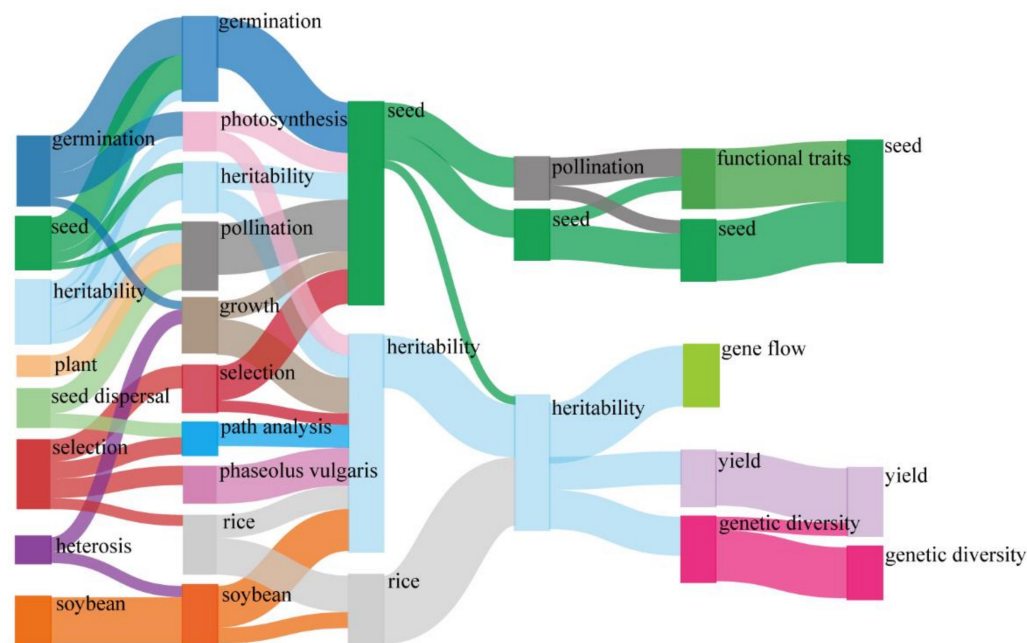 germination
seed
heritability
plant
seed dispersal
selection
heterosis
soybean
germination
photosynthesis
heritability
pollination
growth
selection
path analysis
phaseolus vulgaris
rice
soybean
seed
heritability
rice
pollination
seed
heritability
functional traits
seed
gene flow
yield
genetic diversity
seed
yield
genetic diversity